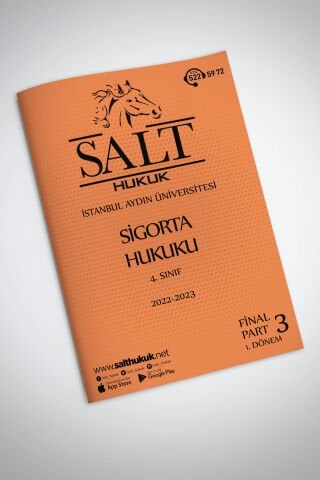 522 59 72
SALT
HUKUK
İSTANBUL AYDIN ÜNİVERSİTESİ
SİGORTA
HUKUKU
4. SINIF
2022-2023
FİNAL
PART 3
1. DÖNEM
www.salthukuk.net
App Store
Google Play